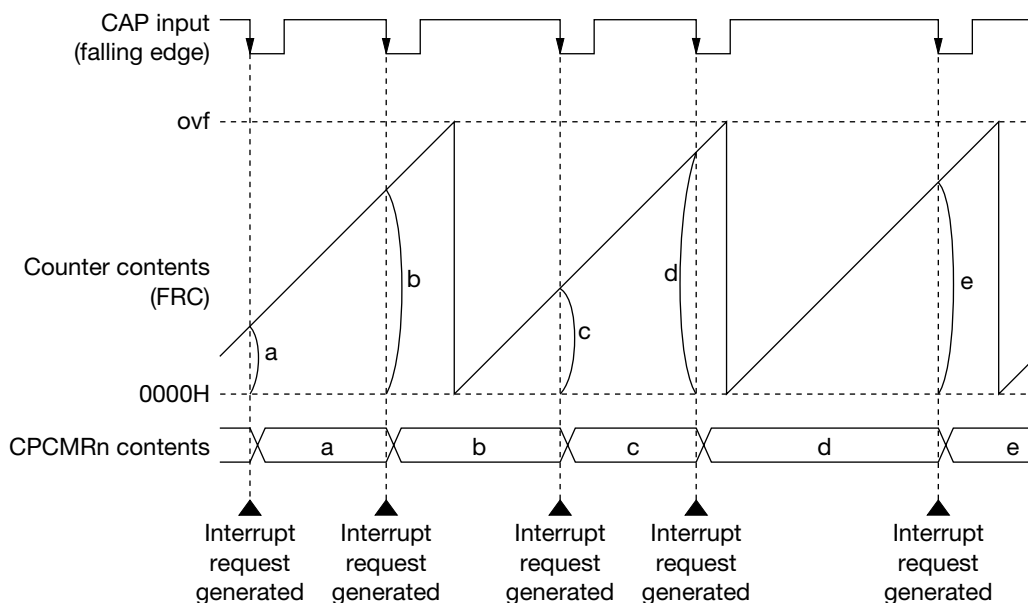 CAP input
(falling edge)
ovf
Counter contents
(FRC)
a
b
c
d
e
0000H
CPCMRn contents
a
b
c
d
e
Interrupt
request
generated
Interrupt
request
generated
Interrupt
request
generated
Interrupt
request
generated
Interrupt
request
generated